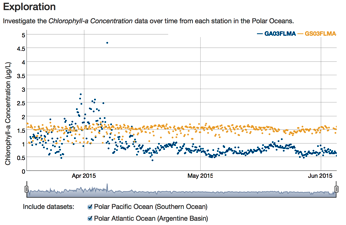 Exploration
Investigate the Chlorophyll-a Concentration data over time from each station in the Polar Oceans.
GA03FLMA GS03FLMA
Chlorophyll-a Concentration (µg/L)
5
4.5
4
3.5
3
2.5
2
1.5
1
0.5
0
Apr 2015 May 2015 Jun 2015
Include datasets: Polar Pacific Ocean (Southern Ocean)
Polar Atlantic Ocean (Argentine Basin)